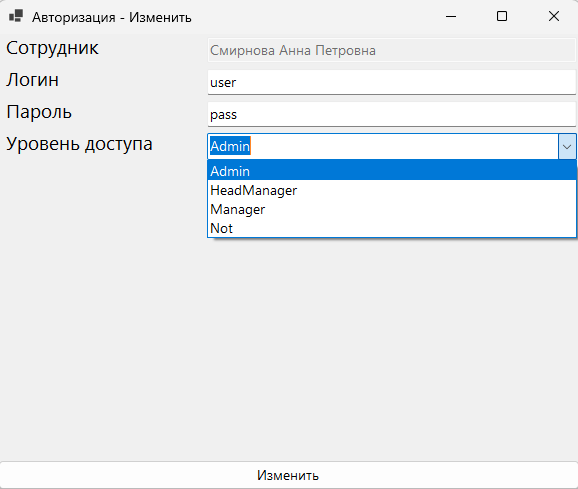 Авторизация - Изменить
Сотрудник Смирнова Анна Петровна
Логин user
Пароль pass
Уровень доступа Admin
Admin
HeadManager
Manager
Not
Изменить